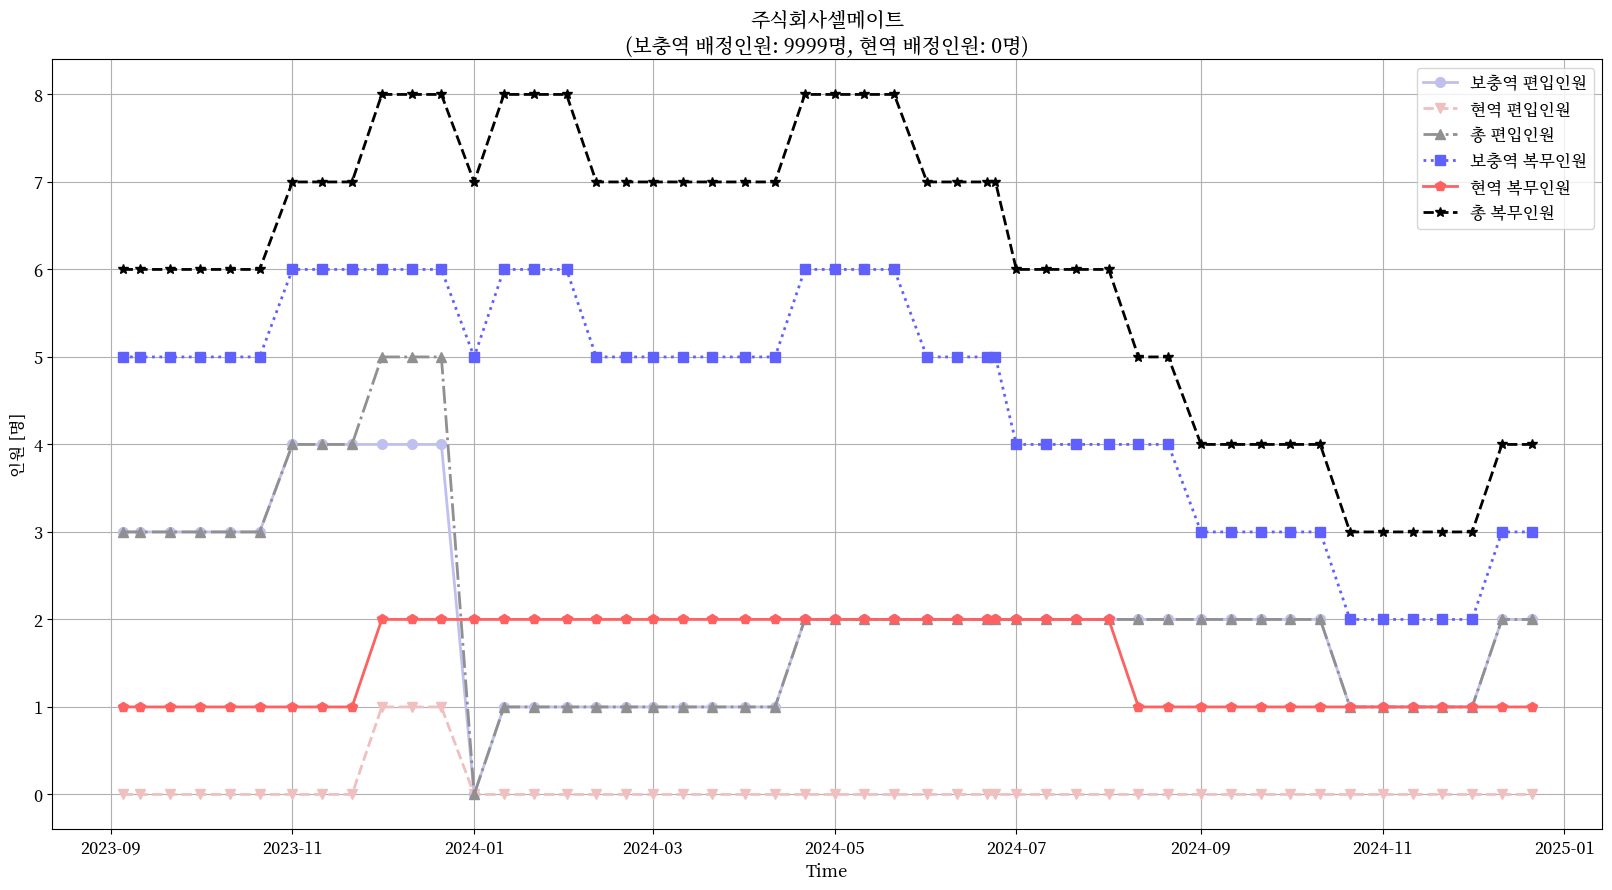 주식회사셀메이트
(보충역 배정인원: 9999명, 현역 배정인원: 0명)
보충역 편입인원
현역 편입인원
총 편입인원
보충역 복무인원
현역 복무인원
총 복무인원
인원 [명]
8
7
6
5
4
3
2
1
0
2023-09
2023-11
2024-01
2024-03
2024-05
2024-07
2024-09
2024-11
2025-01
Time